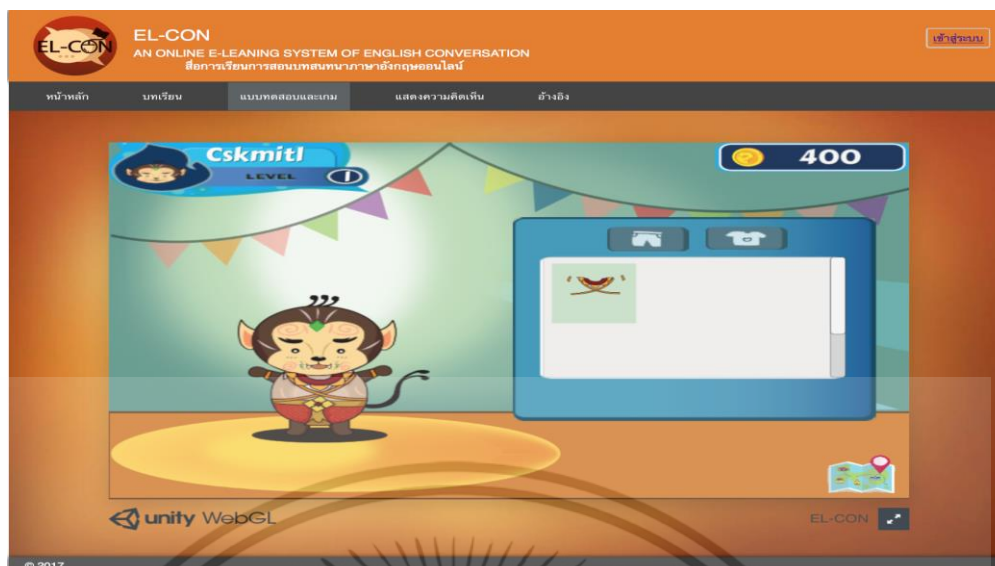 EL-CON
EL-CON
AN ONLINE E-LEANING SYSTEM OF ENGLISH CONVERSATION
สื่อการเรียนการสอนบทสนทนาภาษาอังกฤษออนไลน์
เข้าสู่ระบบ
หน้าหลัก บทเรียน แบบทดสอบและเกม แสดงความคิดเห็น อ้างอิง
Cskmitl
LEVEL 1
400
unity WebGL
EL-CON
© 2017